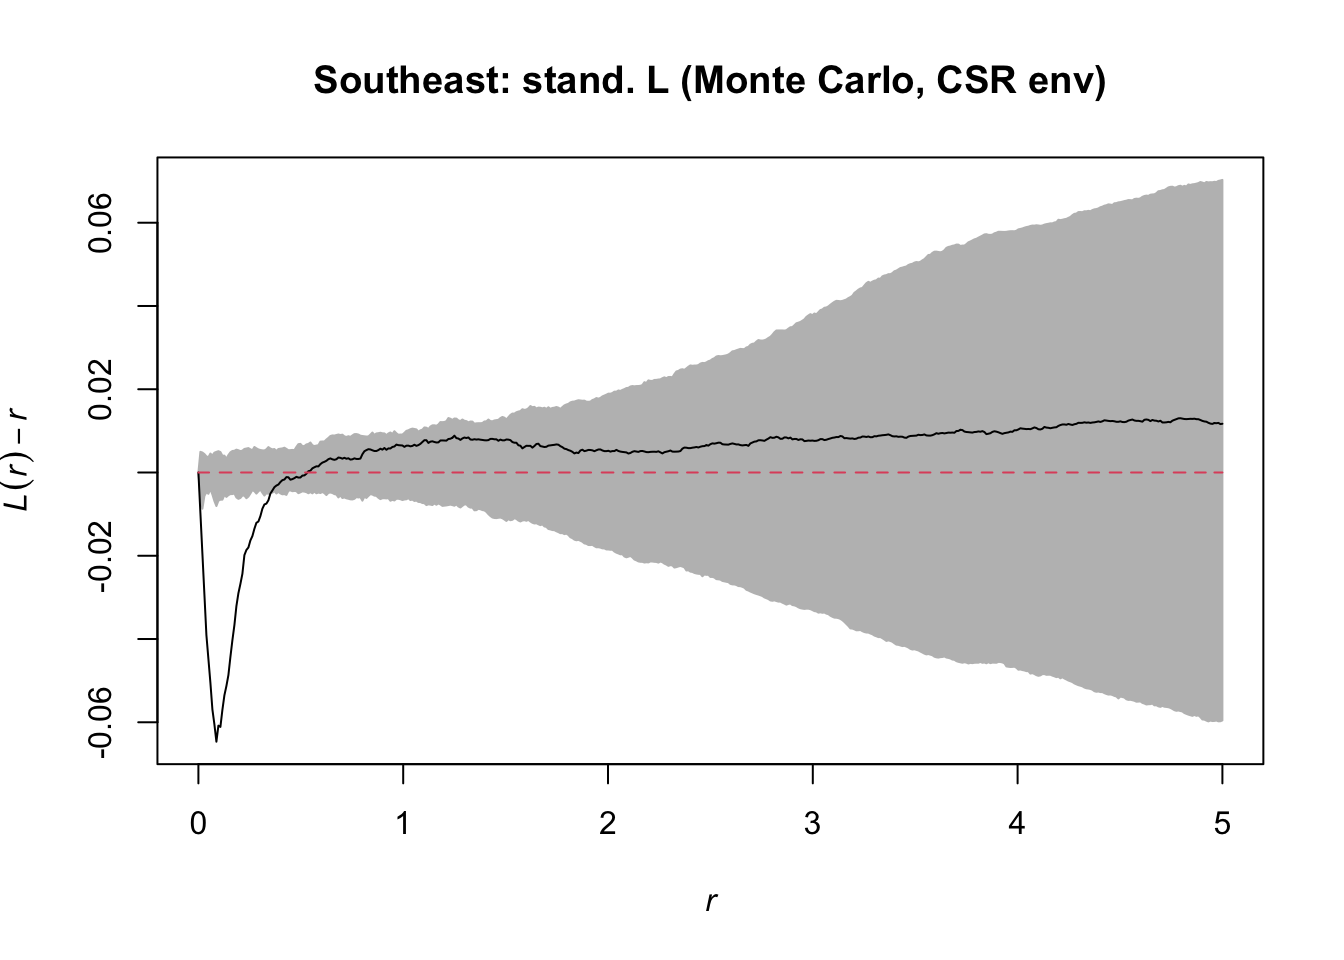 Southeast: stand. L (Monte Carlo, CSR env)
L(r) − r
0.06
0.02
-0.02
-0.06
0 1 2 3 4 5
r